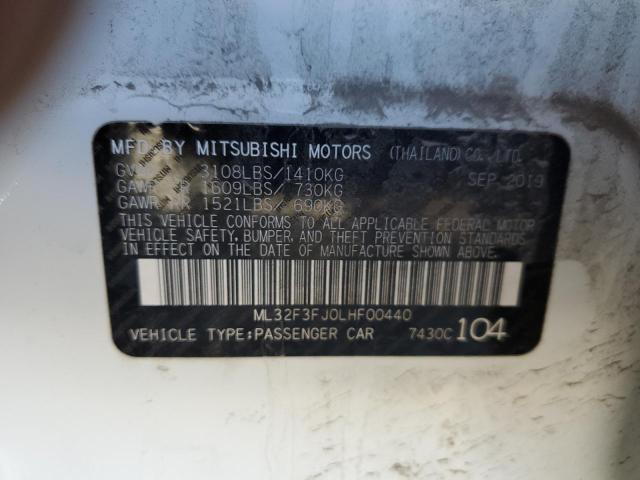 MFD BY MITSUBISHI MOTORS (THAILAND) CO., LTD.
3108LBS/1410KG SEP 2019
GAWR 1609LBS/ 730KG
GAWR RR 1521LBS/ 690KG
THIS VEHICLE CONFORMS TO ALL APPLICABLE FEDERAL MOTOR
VEHICLE SAFETY, BUMPER, AND THEFT PREVENTION STANDARDS
IN EFFECT ON THE DATE OF MANUFACTURE SHOWN ABOVE.
ML32F3FJ0LHF00440
VEHICLE TYPE:PASSENGER CAR 7430C 104